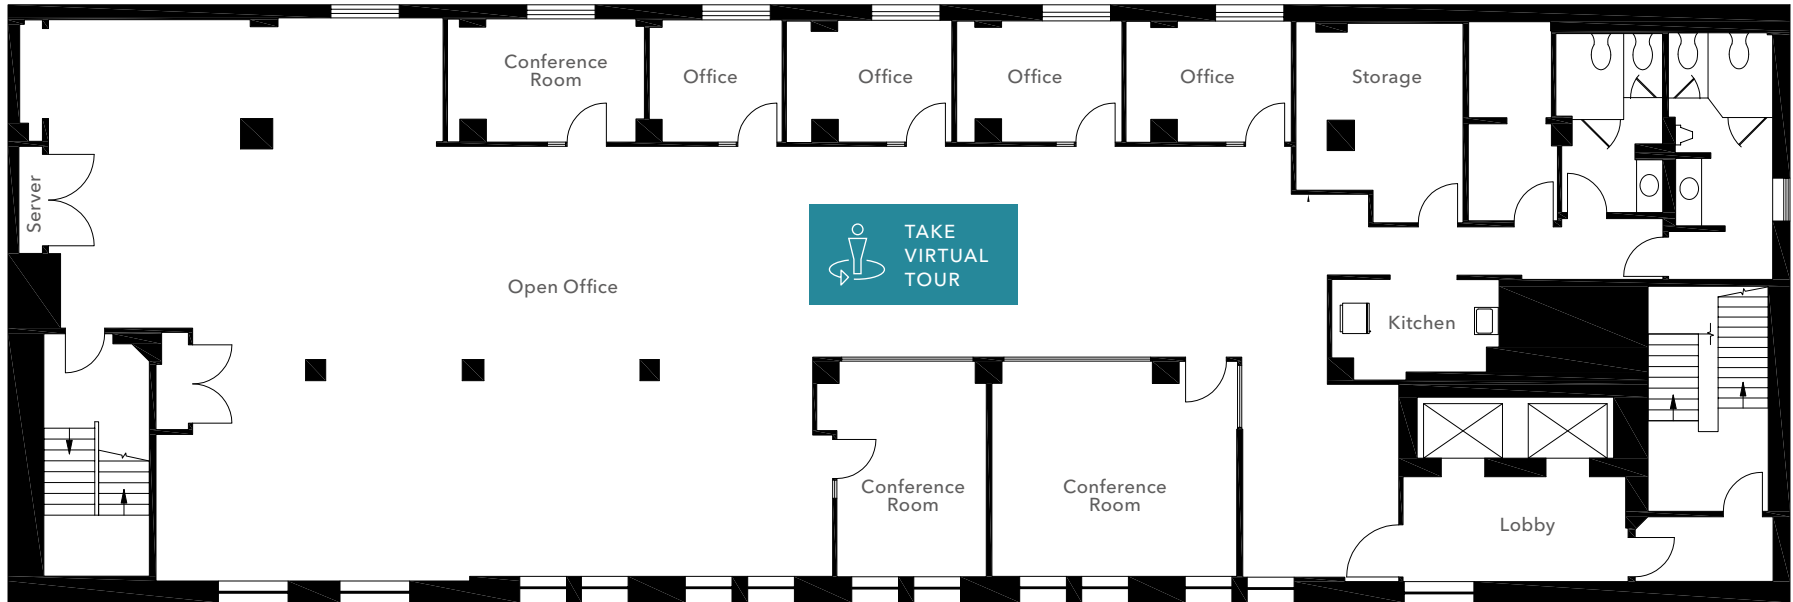 Conference
Room
Office
Office
Office
Office
Storage
Server
TAKE
VIRTUAL
TOUR
Open Office
Kitchen
Conference
Room
Conference
Room
Lobby